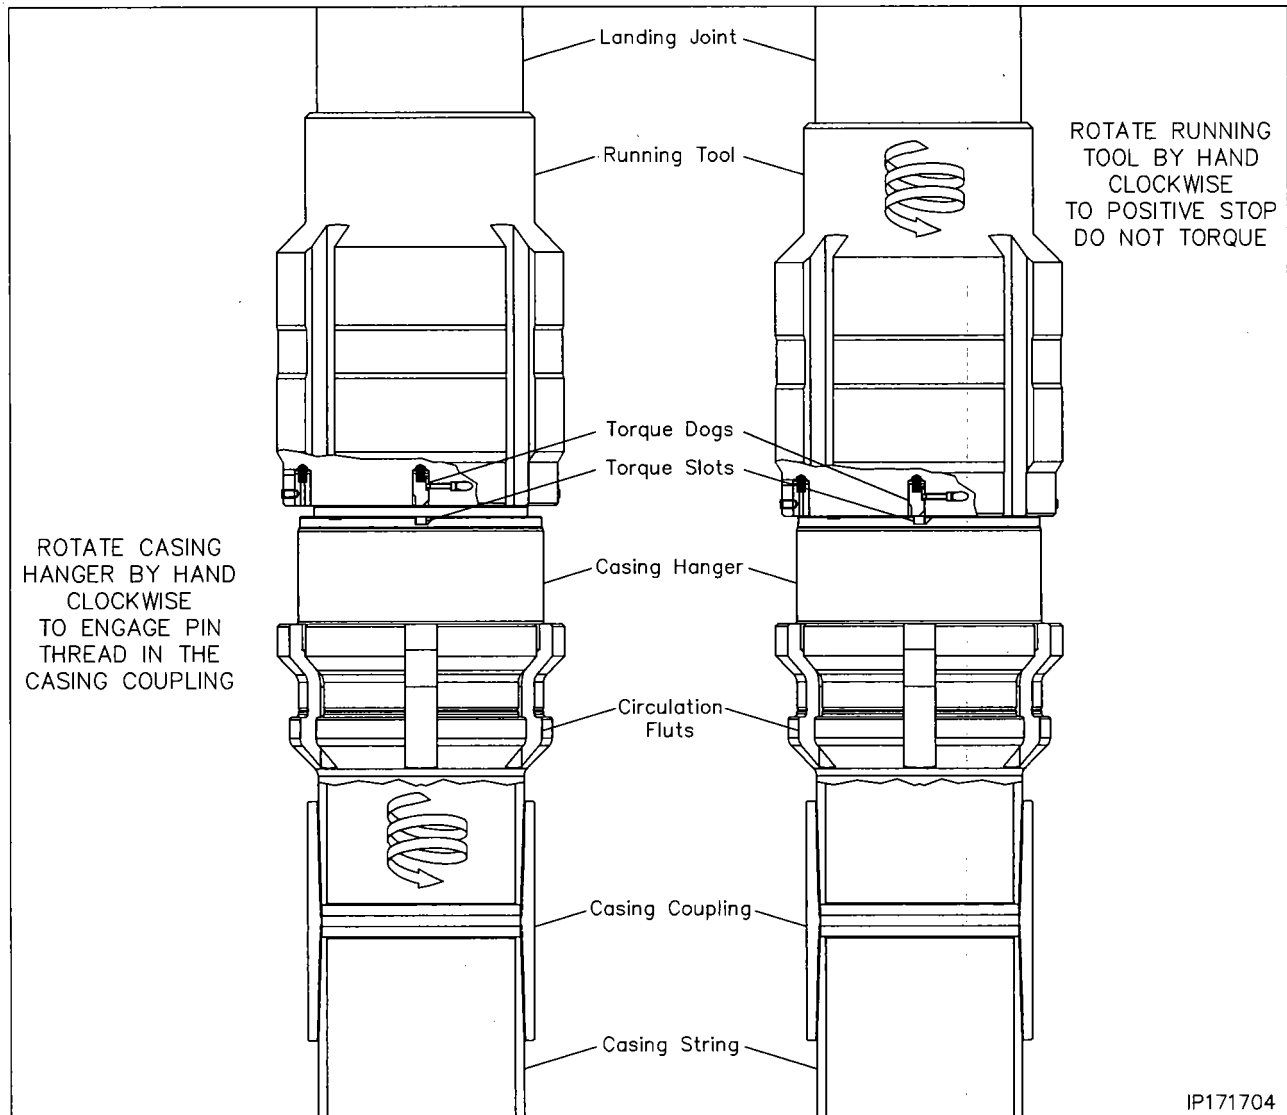 Landing Joint
ROTATE RUNNING
TOOL BY HAND
CLOCKWISE
TO POSITIVE STOP
DO NOT TORQUE
Running Tool
Torque Dogs
Torque Slots
ROTATE CASING
HANGER BY HAND
CLOCKWISE
TO ENGAGE PIN
THREAD IN THE
CASING COUPLING
Casing Hanger
Circulation
Fluts
Casing Coupling
Casing String
IP171704